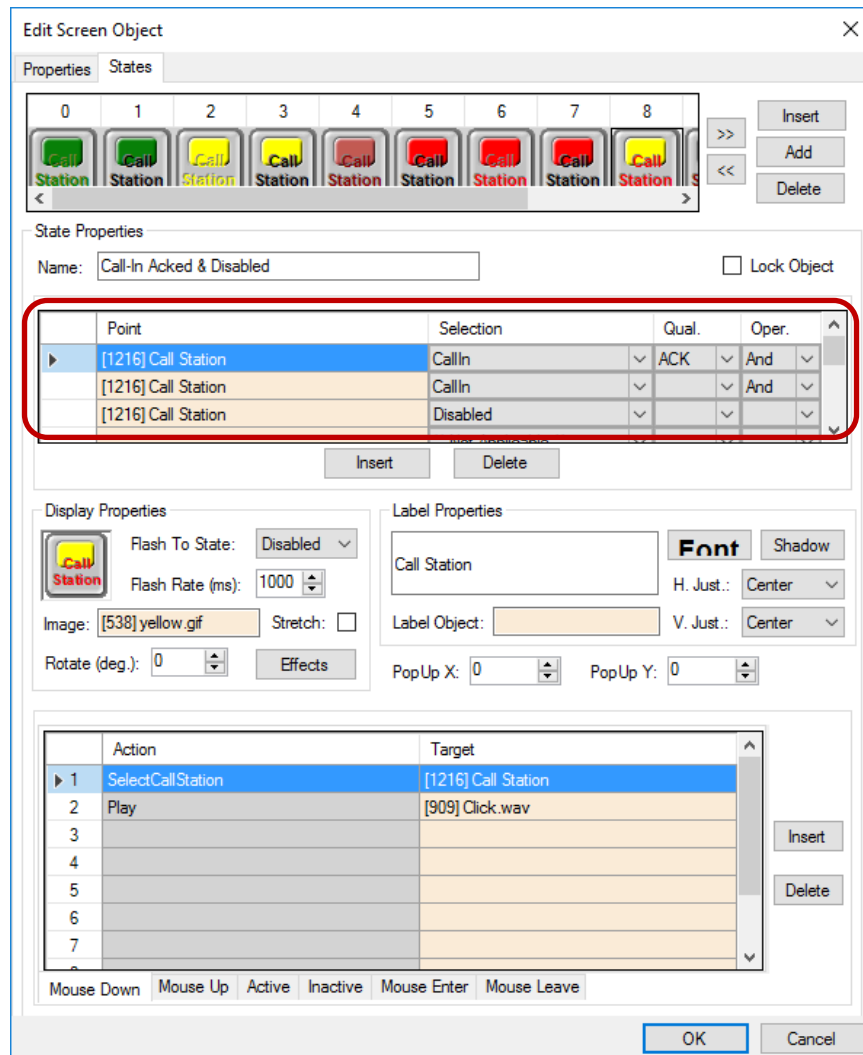 Edit Screen Object
Properties States
0 1 2 3 4 5 6 7 8
Call Call Call Call Call Call Call Call Call
Station Station Station Station Station Station Station Station Station S
>>
<<
Insert
Add
Delete
State Properties
Name: Call-In Acked & Disabled Lock Object
Point Selection Qual. Oper.
[1216] Call Station CallIn ACK And
[1216] Call Station CallIn And
[1216] Call Station Disabled
Insert Delete
Display Properties
Call
Station
Flash To State: Disabled
Flash Rate (ms): 1000
Image: [538] yellow.gif Stretch:
Rotate (deg.): 0 Effects
Label Properties
Call Station
Font Shadow
H. Just.: Center
Label Object: V. Just.: Center
PopUp X: 0 PopUp Y: 0
Action Target
1 SelectCallStation [1216] Call Station
2 Play [909] Click.wav
3
4
5
6
7
Insert
Delete
Mouse Down Mouse Up Active Inactive Mouse Enter Mouse Leave
OK Cancel